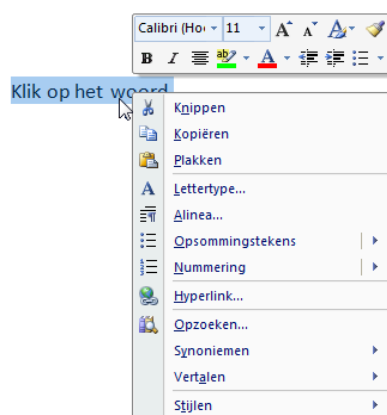 Calibri (Ho 11
Klik op het woord
Knippen
Kopiëren
Plakken
Lettertype...
Alinea...
Opsommingstekens
Nummering
Hyperlink...
Opzoeken...
Synoniemen
Vertalen
Stijlen